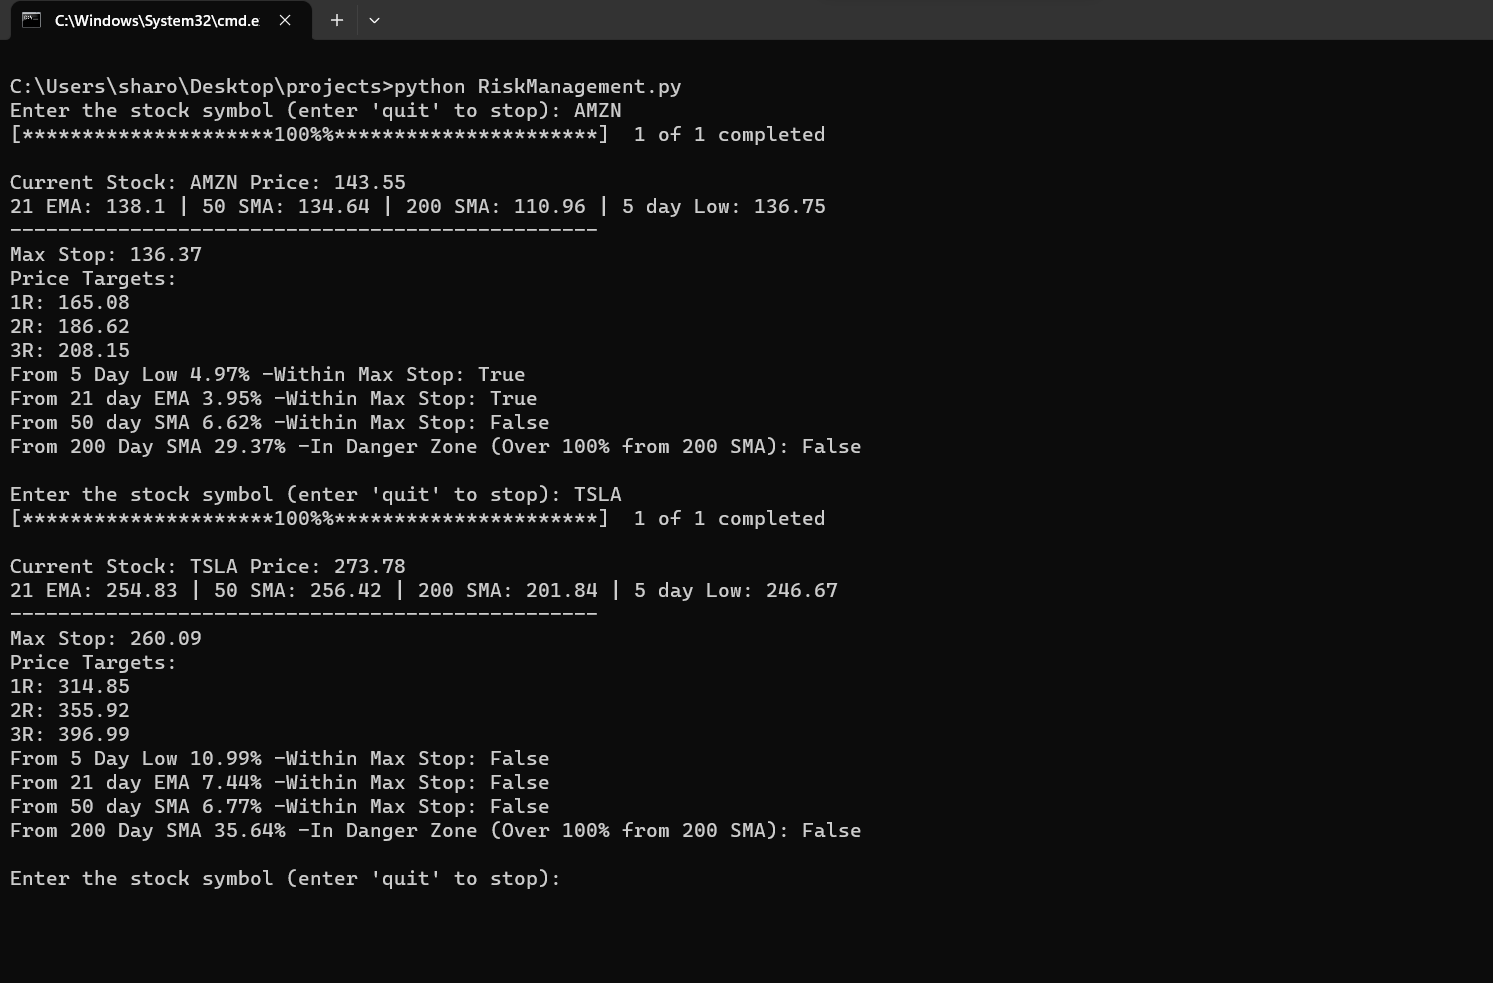 C:\Windows\System32\cmd.e
C:\Users\sharo\Desktop\projects>python RiskManagement.py
Enter the stock symbol (enter 'quit' to stop): AMZN
[*********************100%%**********************]  1 of 1 completed
Current Stock: AMZN Price: 143.55
21 EMA: 138.1 | 50 SMA: 134.64 | 200 SMA: 110.96 | 5 day Low: 136.75
-------------------------------------------------
Max Stop: 136.37
Price Targets:
1R: 165.08
2R: 186.62
3R: 208.15
From 5 Day Low 4.97% -Within Max Stop: True
From 21 day EMA 3.95% -Within Max Stop: True
From 50 day SMA 6.62% -Within Max Stop: False
From 200 Day SMA 29.37% -In Danger Zone (Over 100% from 200 SMA): False
Enter the stock symbol (enter 'quit' to stop): TSLA
[*********************100%%**********************]  1 of 1 completed
Current Stock: TSLA Price: 273.78
21 EMA: 254.83 | 50 SMA: 256.42 | 200 SMA: 201.84 | 5 day Low: 246.67
-------------------------------------------------
Max Stop: 260.09
Price Targets:
1R: 314.85
2R: 355.92
3R: 396.99
From 5 Day Low 10.99% -Within Max Stop: False
From 21 day EMA 7.44% -Within Max Stop: False
From 50 day SMA 6.77% -Within Max Stop: False
From 200 Day SMA 35.64% -In Danger Zone (Over 100% from 200 SMA): False
Enter the stock symbol (enter 'quit' to stop):